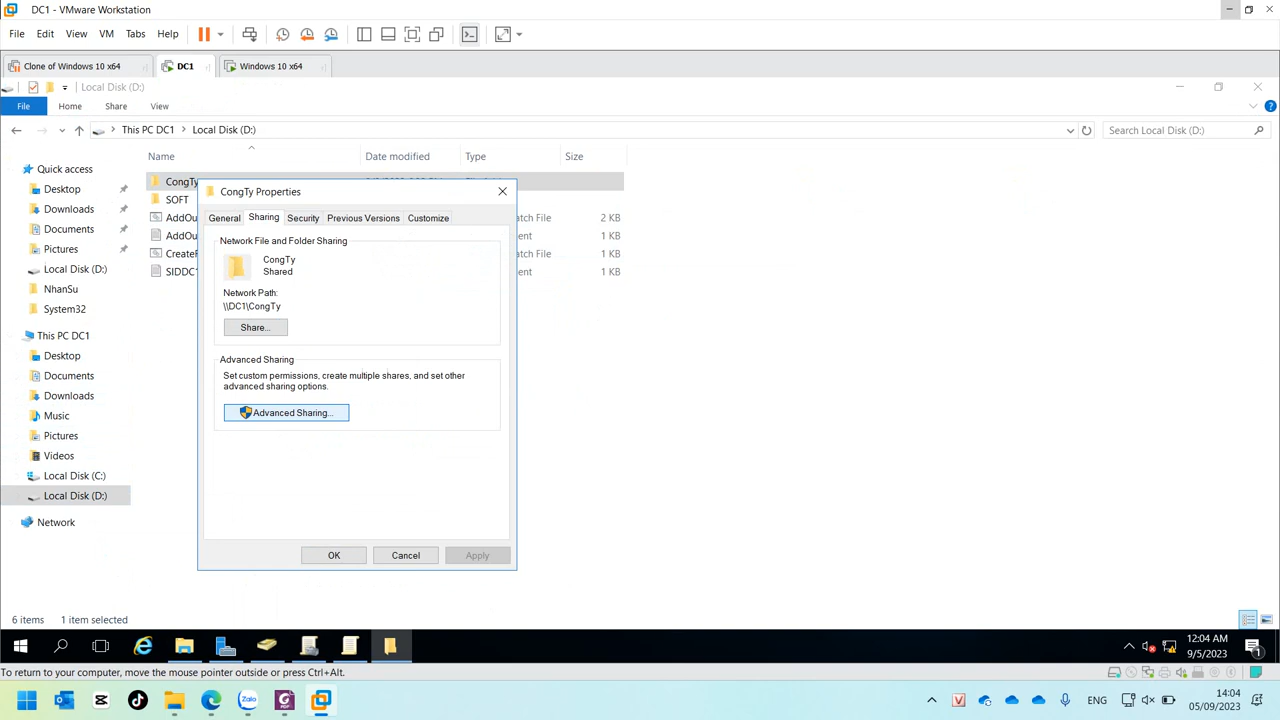 DC1 - VMware Workstation
File Edit View VM Tabs Help
Clone of Windows 10 x64 DC1 Windows 10 x64
Local Disk (D:)
File Home Share View
This PC DC1 Local Disk (D:) Search Local Disk (D:)
Name Date modified Type Size
Quick access
Desktop
Downloads
Documents
Pictures
Local Disk (D:)
NhanSu
System32
This PC DC1
Desktop
Documents
Downloads
Music
Pictures
Videos
Local Disk (C:)
Local Disk (D:)
Network
CongTy
SOFT
AddOu tch File 2 KB
AddOu ent 1 KB
CreateF tch File 1 KB
SIDDC1 ent 1 KB
CongTy Properties
General Sharing Security Previous Versions Customize
Network File and Folder Sharing
CongTy
Shared
Network Path:
\\DC1\CongTy
Share...
Advanced Sharing
Set custom permissions, create multiple shares, and set other
advanced sharing options.
Advanced Sharing...
OK Cancel Apply
6 items 1 item selected
12:04 AM
9/5/2023
1
To return to your computer, move the mouse pointer outside or press Ctrl+Alt.
Zalo
PDF
ENG
14:04
05/09/2023